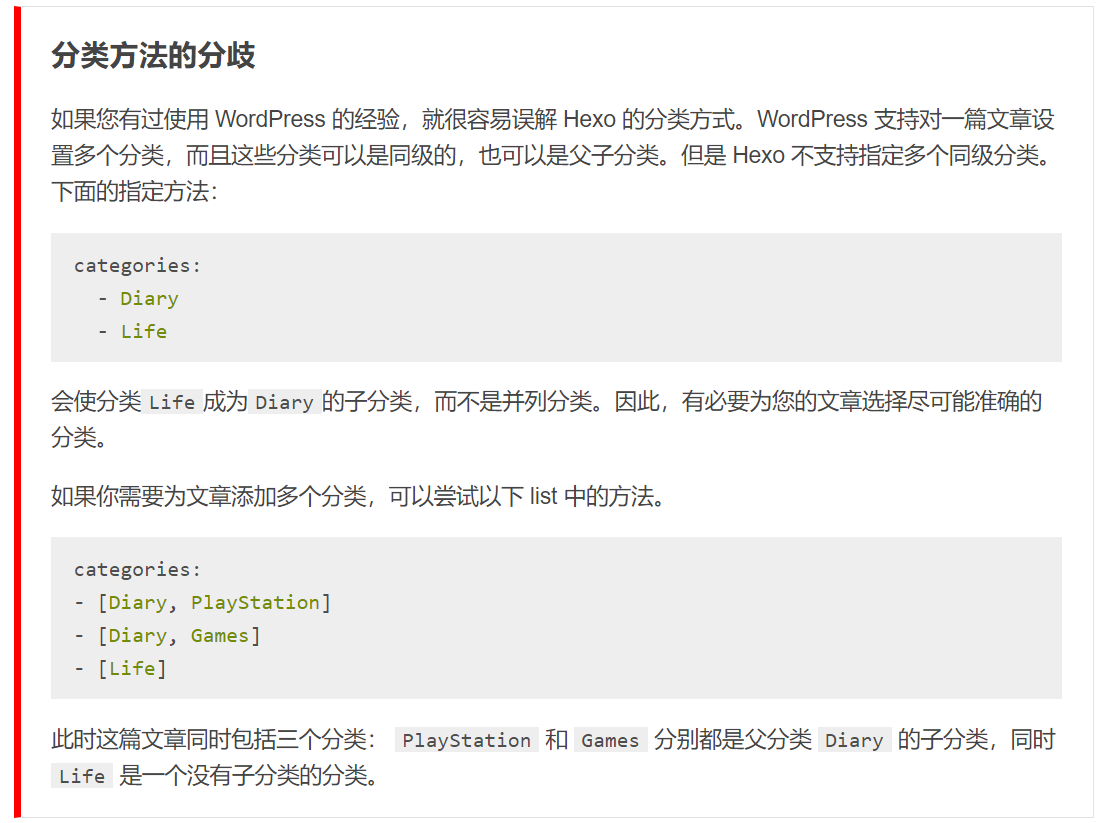 分类方法的分歧
如果您有过使用 WordPress 的经验，就很容易误解 Hexo 的分类方式。WordPress 支持对一篇文章设
置多个分类，而且这些分类可以是同级的，也可以是父子分类。但是 Hexo 不支持指定多个同级分类。
下面的指定方法：
categories:
  - Diary
  - Life
会使分类 Life 成为 Diary 的子分类，而不是并列分类。因此，有必要为您的文章选择尽可能准确的
分类。
如果你需要为文章添加多个分类，可以尝试以下 list 中的方法。
categories:
- [Diary, PlayStation]
- [Diary, Games]
- [Life]
此时这篇文章同时包括三个分类： PlayStation 和 Games 分别都是父分类 Diary 的子分类，同时
Life 是一个没有子分类的分类。